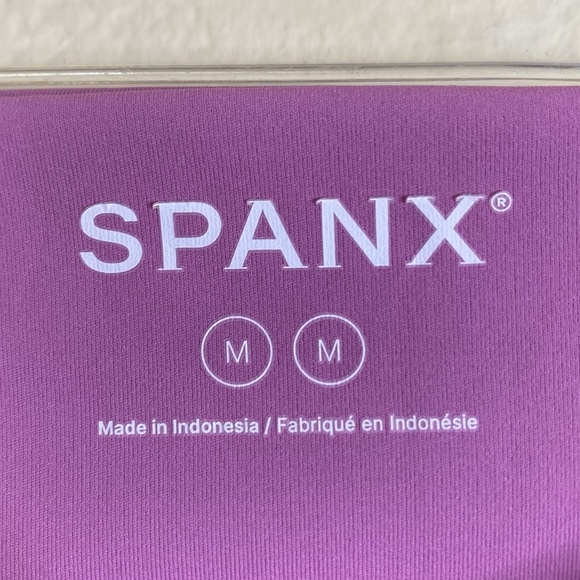 SPANX®
M M
Made in Indonesia / Fabriqué en Indonésie